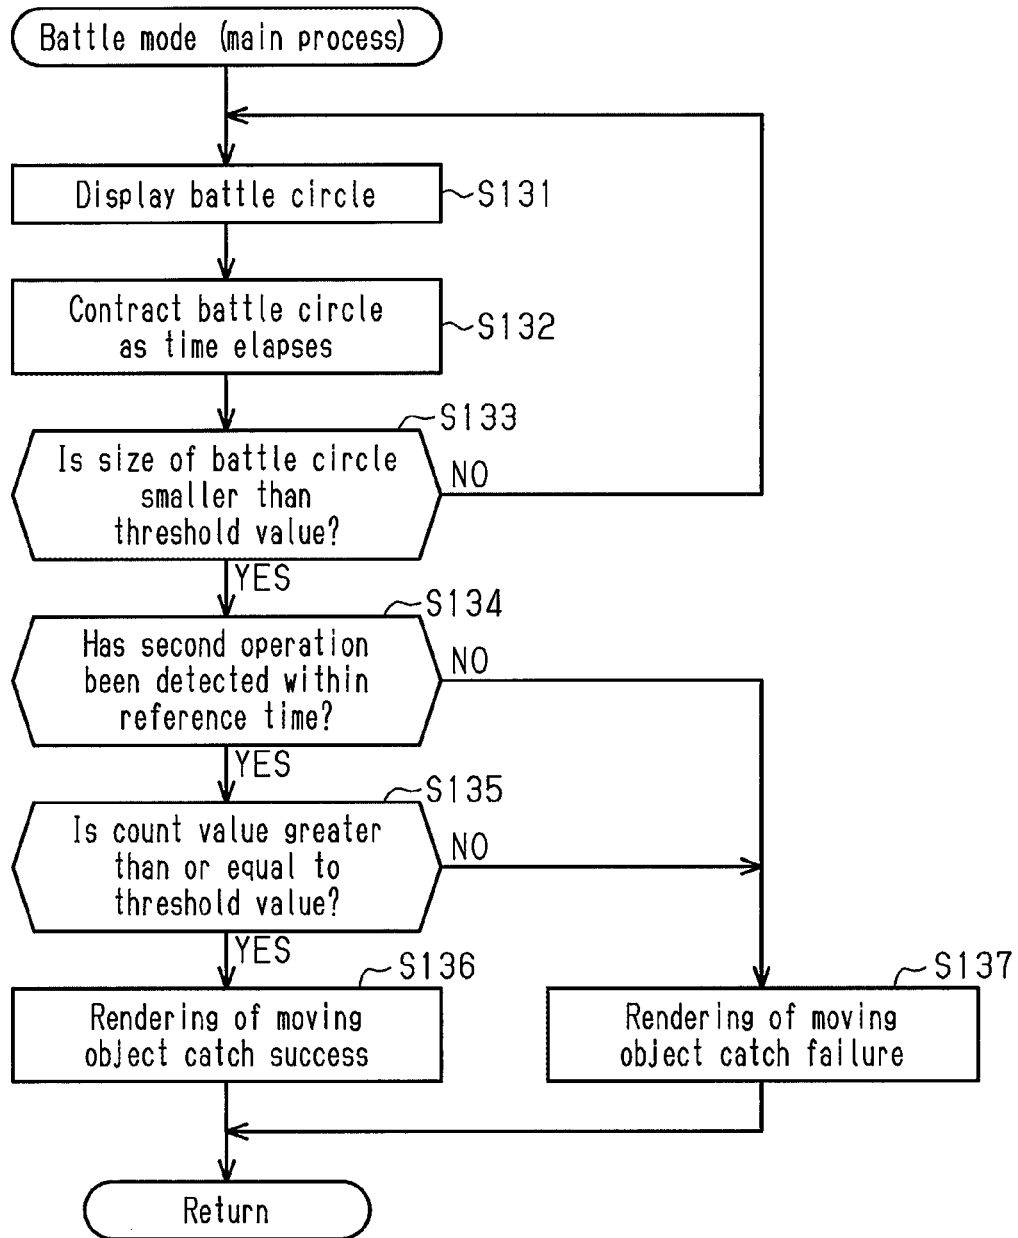 Battle mode (main process)
Display battle circle
S131
Contract battle circle
as time elapses
S132
S133
Is size of battle circle
smaller than
threshold value?
NO
YES
S134
Has second operation
been detected within
reference time?
NO
YES
S135
Is count value greater
than or equal to
threshold value?
NO
YES
S136
Rendering of moving
object catch success
S137
Rendering of moving
object catch failure
Return